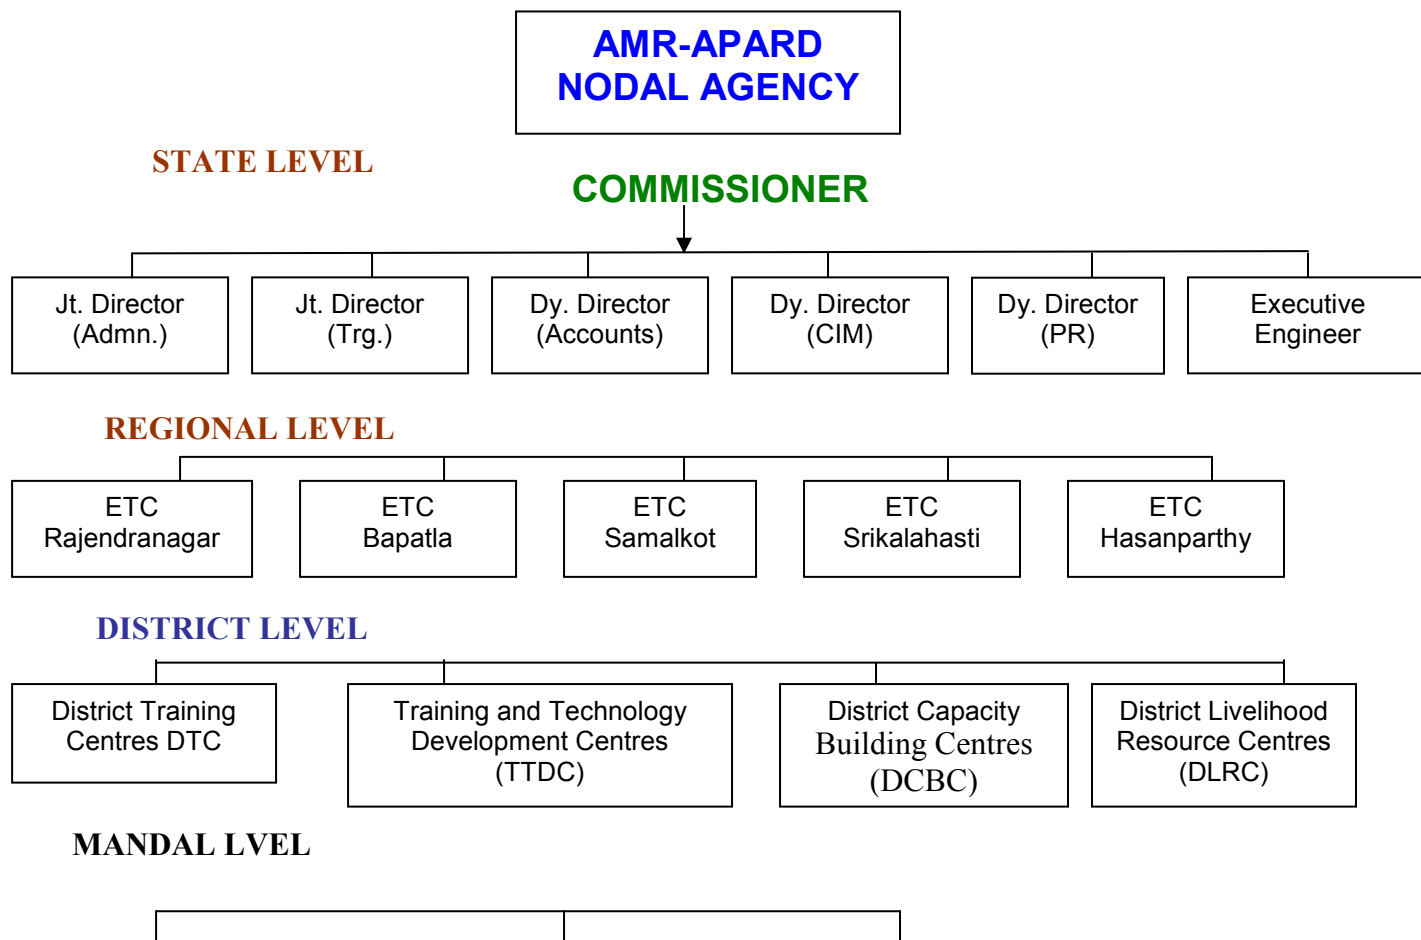 AMR-APARD
NODAL AGENCY
STATE LEVEL
COMMISSIONER
Jt. Director
(Admn.)
Jt. Director
(Trg.)
Dy. Director
(Accounts)
Dy. Director
(CIM)
Dy. Director
(PR)
Executive
Engineer
REGIONAL LEVEL
ETC
Rajendranagar
ETC
Bapatla
ETC
Samalkot
ETC
Srikalahasti
ETC
Hasanparthy
DISTRICT LEVEL
District Training
Centres DTC
Training and Technology
Development Centres
(TTDC)
District Capacity
Building Centres
(DCBC)
District Livelihood
Resource Centres
(DLRC)
MANDAL LVEL